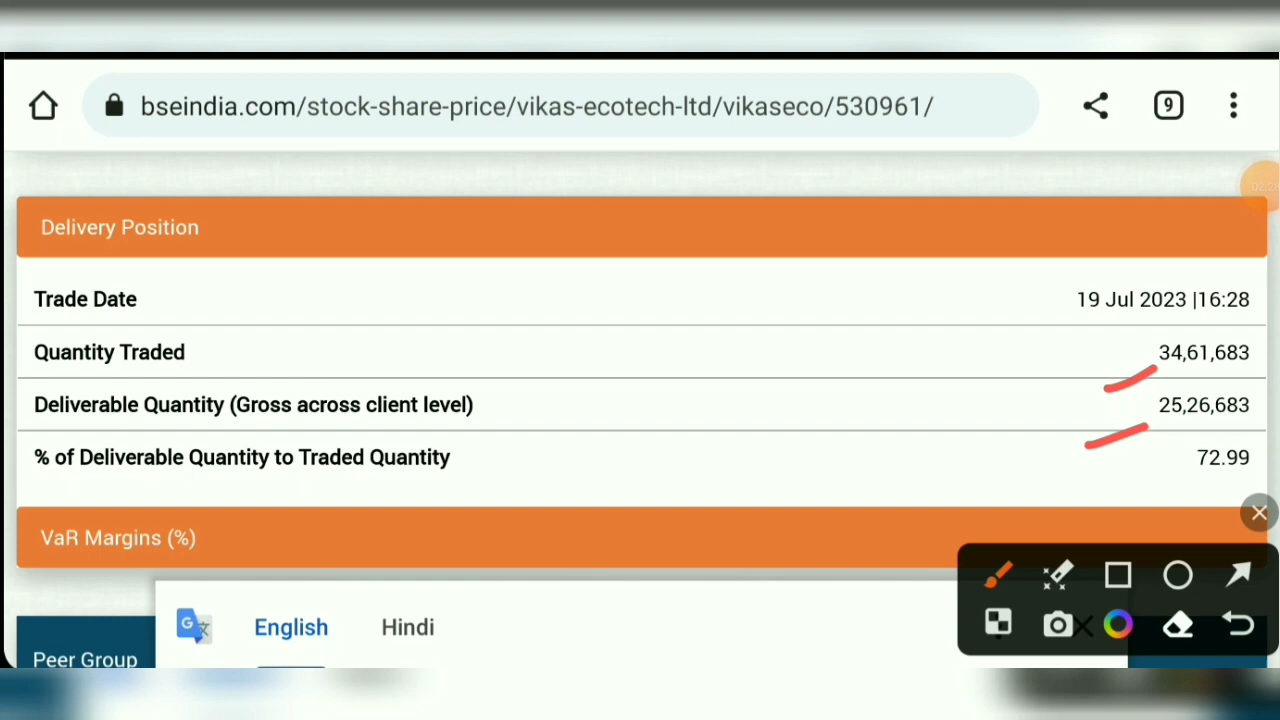 bseindia.com/stock-share-price/vikas-ecotech-ltd/vikaseco/530961/ 9
Delivery Position
Trade Date 19 Jul 2023 |16:28
Quantity Traded 34,61,683
Deliverable Quantity (Gross across client level) 25,26,683
% of Deliverable Quantity to Traded Quantity 72.99
VaR Margins (%)
English Hindi
Peer Group